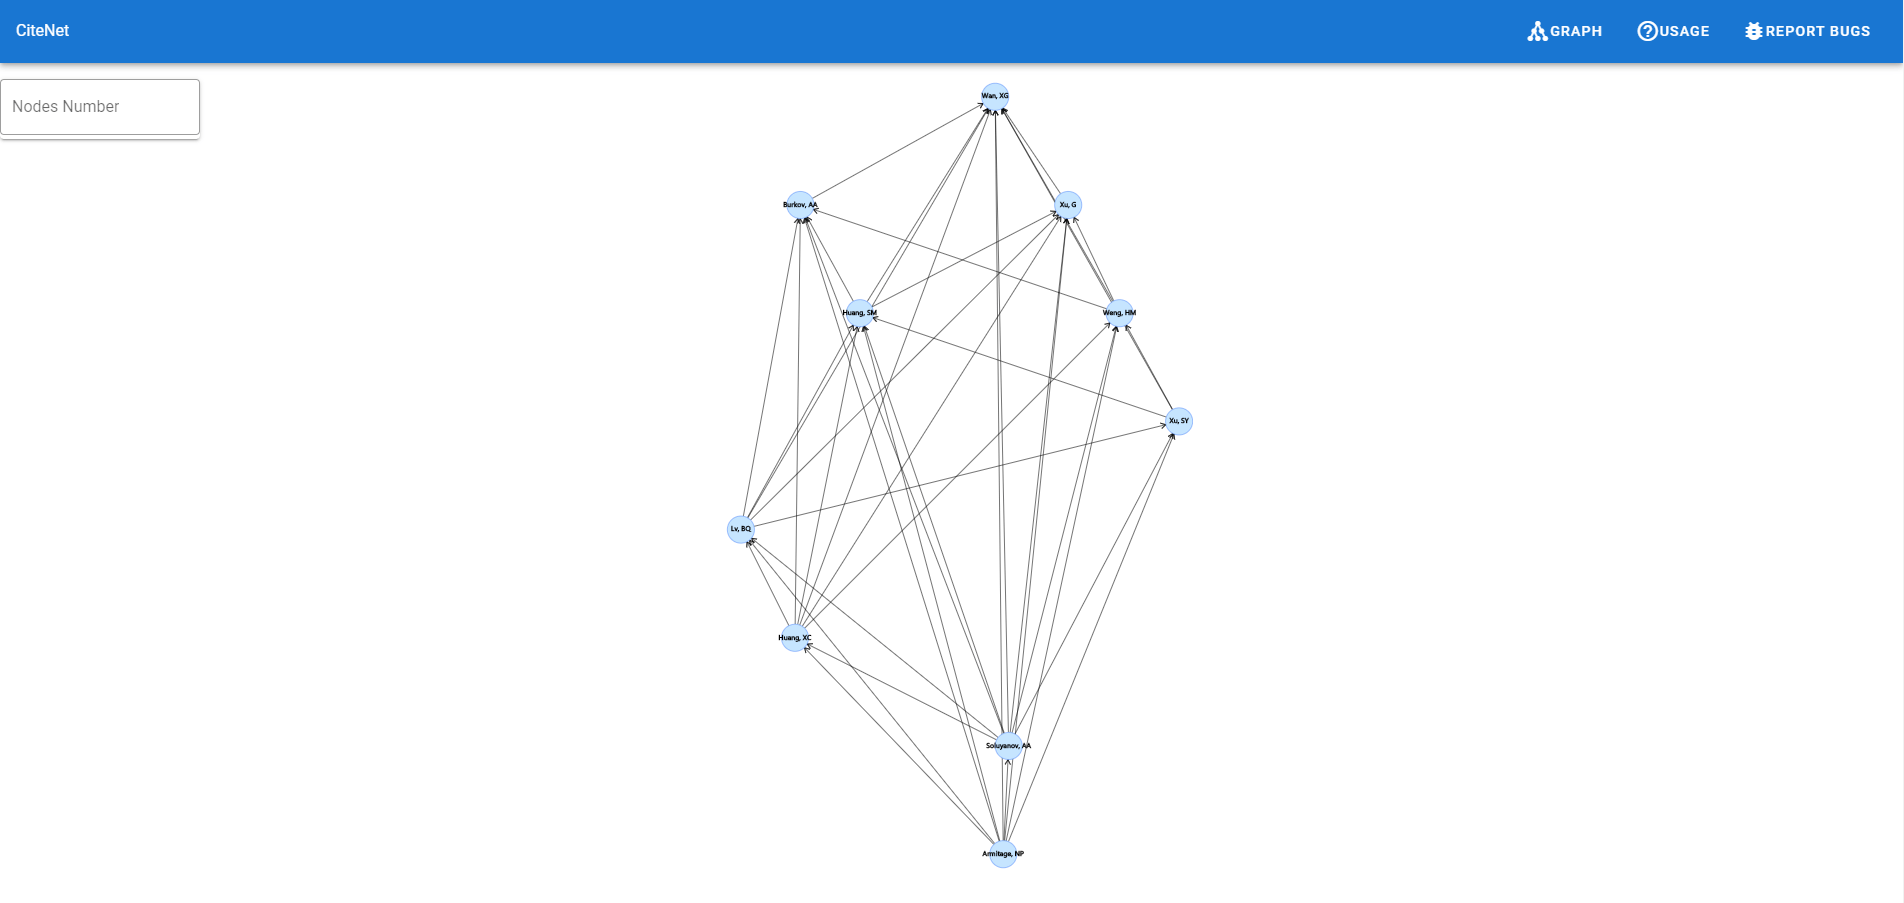 CiteNet
GRAPH
USAGE
REPORT BUGS
Nodes Number
Wan, XG
Burkov, AA
Xu, G
Huang, SM
Weng, HM
Xu, SY
Lv, BQ
Huang, XC
Soluyanov, AA
Armitage, NP